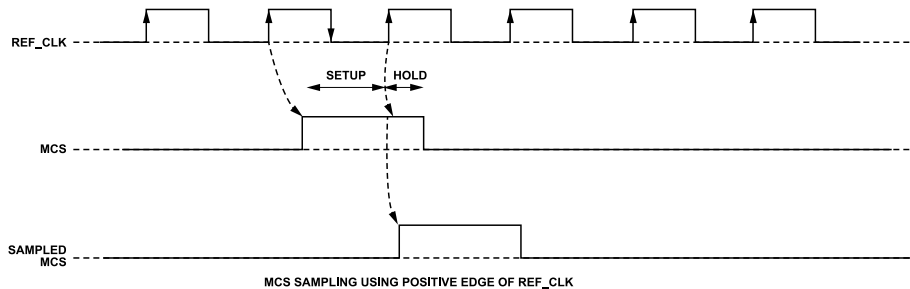 REF_CLK
SETUP
HOLD
MCS
SAMPLED
MCS
MCS SAMPLING USING POSITIVE EDGE OF REF_CLK